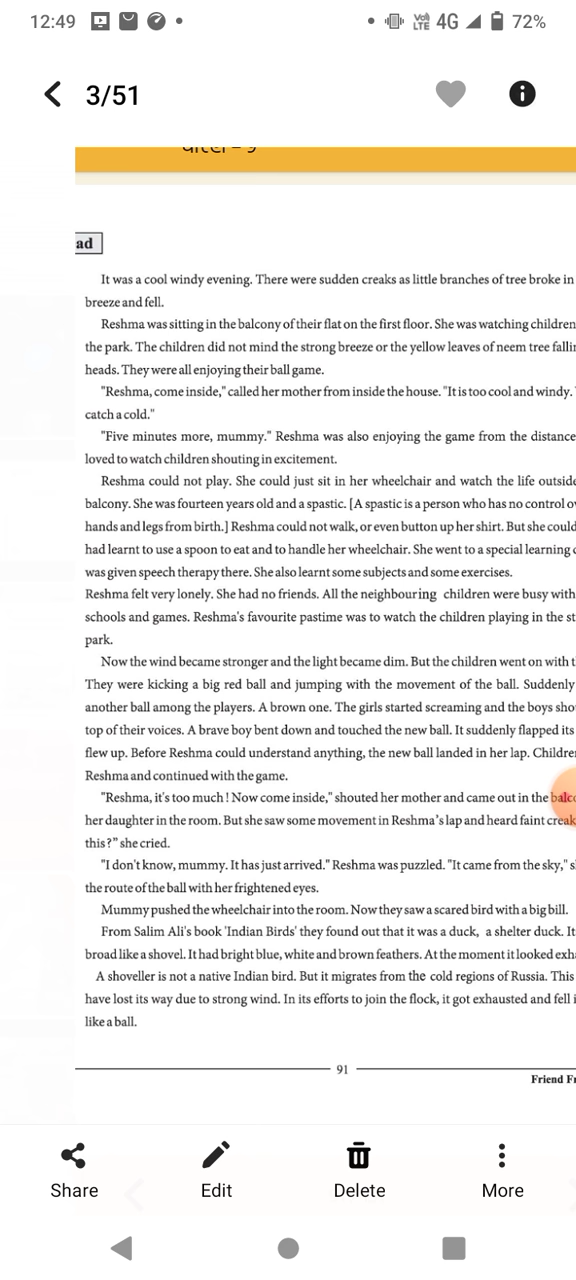 12:49
Vo)
LTE 4G 72%
3/51
ad
It was a cool windy evening. There were sudden creaks as little branches of tree broke in
breeze and fell.
Reshma was sitting in the balcony of their flat on the first floor. She was watching children
the park. The children did not mind the strong breeze or the yellow leaves of neem tree fallin
heads. They were all enjoying their ball game.
"Reshma, come inside," called her mother from inside the house. "It is too cool and windy.
catch a cold."
"Five minutes more, mummy." Reshma was also enjoying the game from the distance
loved to watch children shouting in excitement.
Reshma could not play. She could just sit in her wheelchair and watch the life outside
balcony. She was fourteen years old and a spastic. [A spastic is a person who has no control ov
hands and legs from birth.] Reshma could not walk, or even button up her shirt. But she could
had learnt to use a spoon to eat and to handle her wheelchair. She went to a special learning c
was given speech therapy there. She also learnt some subjects and some exercises.
Reshma felt very lonely. She had no friends. All the neighbouring children were busy with
schools and games. Reshma's favourite pastime was to watch the children playing in the st
park.
Now the wind became stronger and the light became dim. But the children went on with t
They were kicking a big red ball and jumping with the movement of the ball. Suddenly
another ball among the players. A brown one. The girls started screaming and the boys sho
top of their voices. A brave boy bent down and touched the new ball. It suddenly flapped its
flew up. Before Reshma could understand anything, the new ball landed in her lap. Childre
Reshma and continued with the game.
"Reshma, it's too much! Now come inside," shouted her mother and came out in the balco
her daughter in the room. But she saw some movement in Reshma's lap and heard faint creak
this?" she cried.
"I don't know, mummy. It has just arrived." Reshma was puzzled. "It came from the sky," s
the route of the ball with her frightened eyes.
Mummy pushed the wheelchair into the room. Now they saw a scared bird with a big bill.
From Salim Ali's book 'Indian Birds' they found out that it was a duck, a shelter duck. It
broad like a shovel. It had bright blue, white and brown feathers. At the moment it looked exh
A shoveller is not a native Indian bird. But it migrates from the cold regions of Russia. This
have lost its way due to strong wind. In its efforts to join the flock, it got exhausted and fell i
like a ball.
91
Friend Fr
Share Edit Delete More